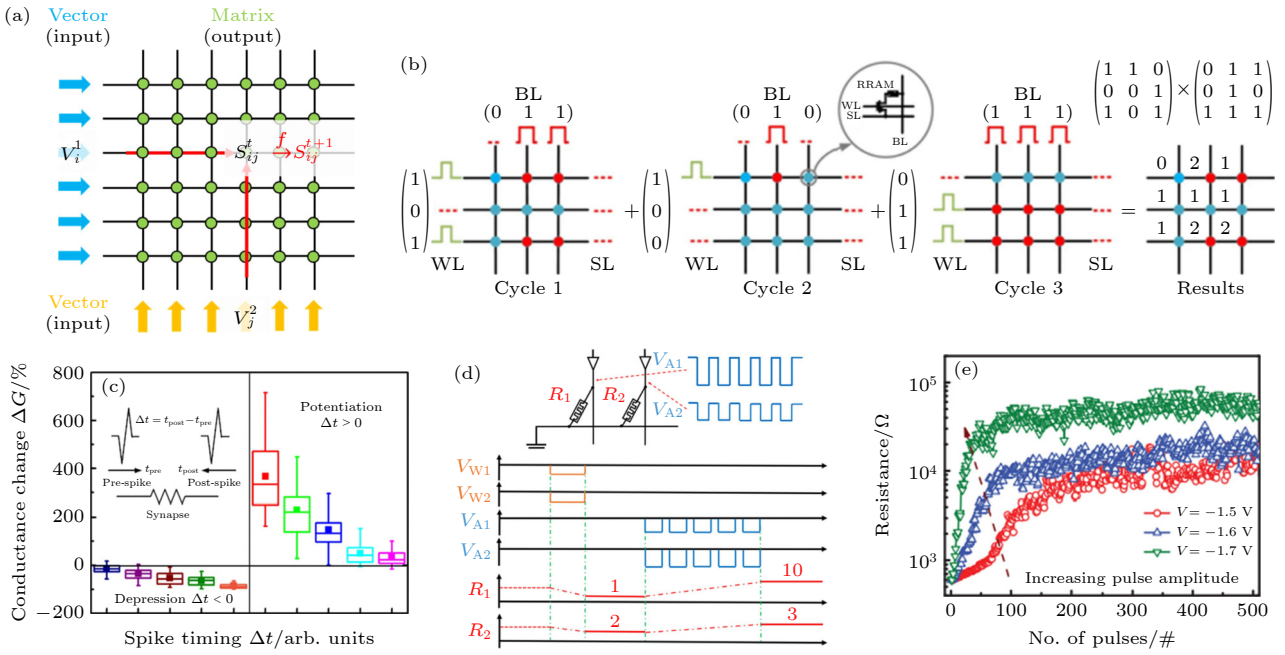 (a)
Vector
(input)
Matrix
(output)
V_i^1
S_ij^t f S_ij^{t+1}
Vector
(input)
V_j^2
(b)
BL
(0 1 1)
BL
(0 1 0)
BL
(1 1 1)
RRAM
WL
SL
BL
(1 1 0
0 0 1
1 0 1) × (0 1 1
0 1 0
1 1 1)
(1
0
1)
+
(1
0
0)
+
(0
1
1)
=
0 2 1
1 1 1
1 2 2
WL SL
WL SL
WL SL
Cycle 1
Cycle 2
Cycle 3
Results
(c)
Conductance change ΔG/%
800
600
400
200
0
−200
Δt = t_post − t_pre
t_pre
t_post
Pre-spike
Post-spike
Synapse
Potentiation
Δt > 0
Depression Δt < 0
Spike timing Δt/arb. units
(d)
R_1
R_2
V_A1
V_A2
V_W1
V_W2
V_A1
V_A2
R_1 1 10
R_2 2 3
(e)
Resistance/Ω
10^5
10^4
10^3
V = −1.5 V
V = −1.6 V
V = −1.7 V
Increasing pulse amplitude
0 100 200 300 400 500
No. of pulses/#